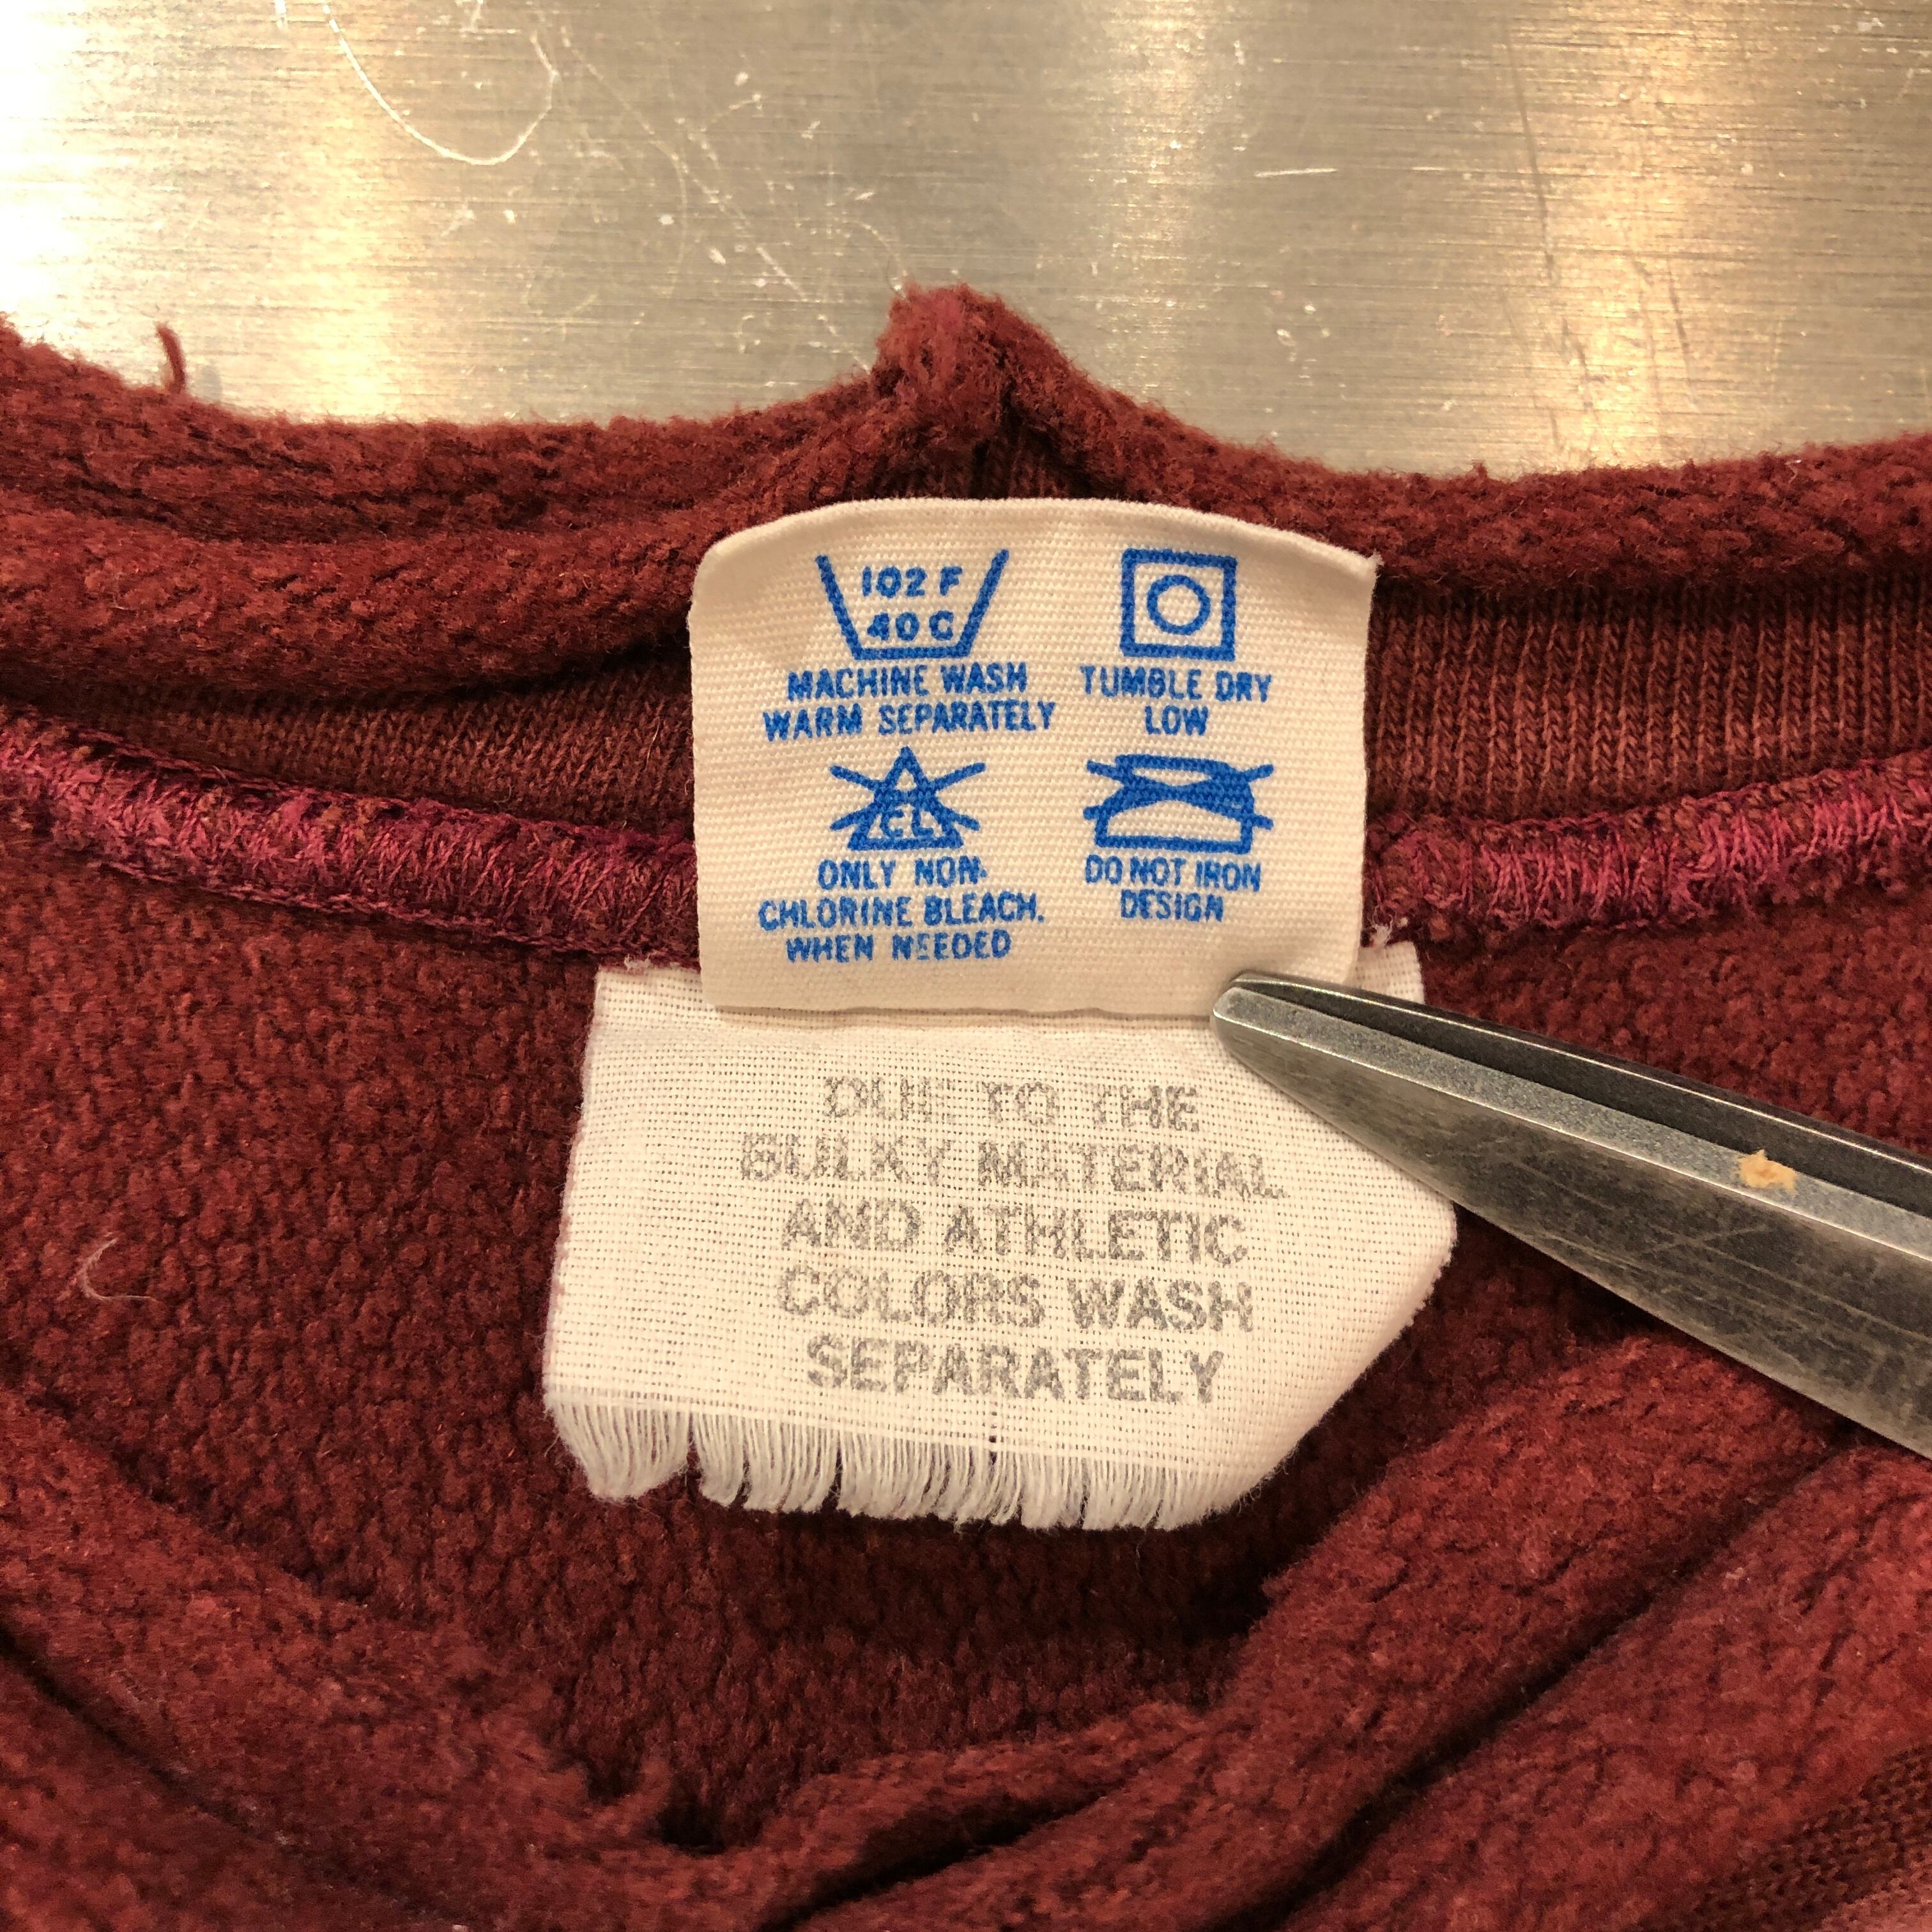 102 F
40 C
MACHINE WASH
WARM SEPARATELY
TUMBLE DRY
LOW
CL
ONLY NON-
CHLORINE BLEACH.
WHEN NEEDED
DO NOT IRON
DESIGN
DUE TO THE
BULKY MATERIAL
AND ATHLETIC
COLORS WASH
SEPARATELY